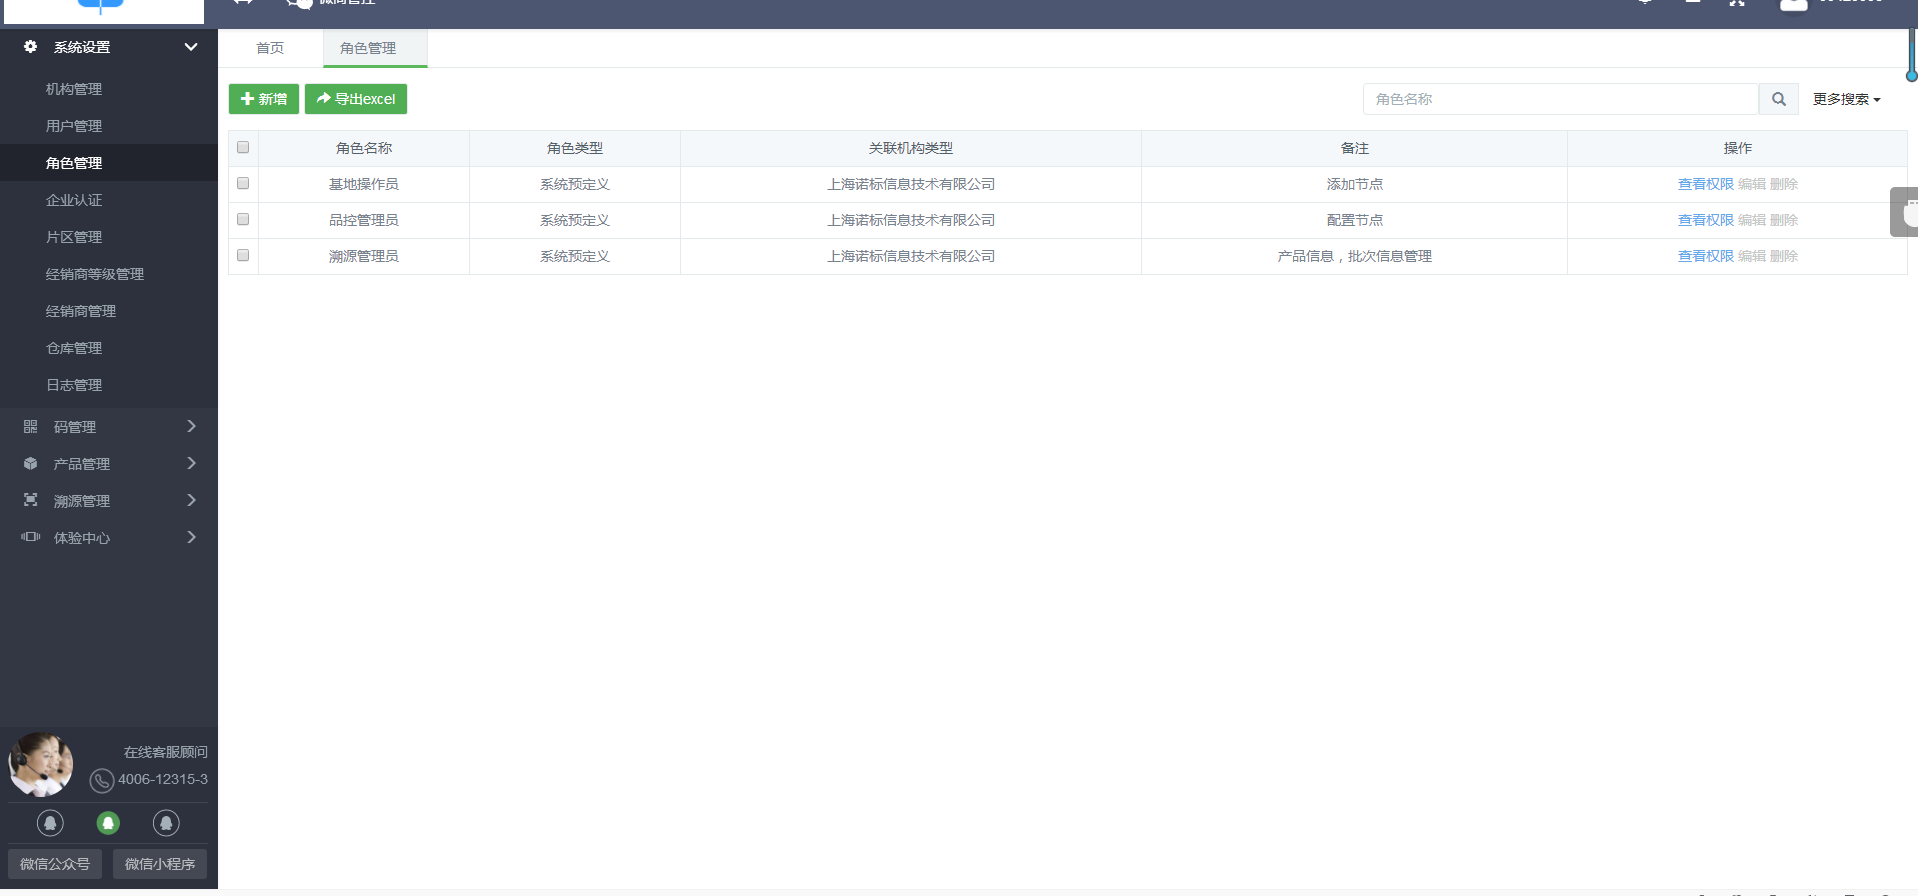 系统设置
机构管理
用户管理
角色管理
企业认证
片区管理
经销商等级管理
经销商管理
仓库管理
日志管理
码管理
产品管理
溯源管理
体验中心
在线客服顾问
4006-12315-3
微信公众号 微信小程序
首页 角色管理
新增 导出excel 角色名称 更多搜索
角色名称 角色类型 关联机构类型 备注 操作
基地操作员 系统预定义 上海诺标信息技术有限公司 添加节点 查看权限 编辑 删除
品控管理员 系统预定义 上海诺标信息技术有限公司 配置节点 查看权限 编辑 删除
溯源管理员 系统预定义 上海诺标信息技术有限公司 产品信息，批次信息管理 查看权限 编辑 删除